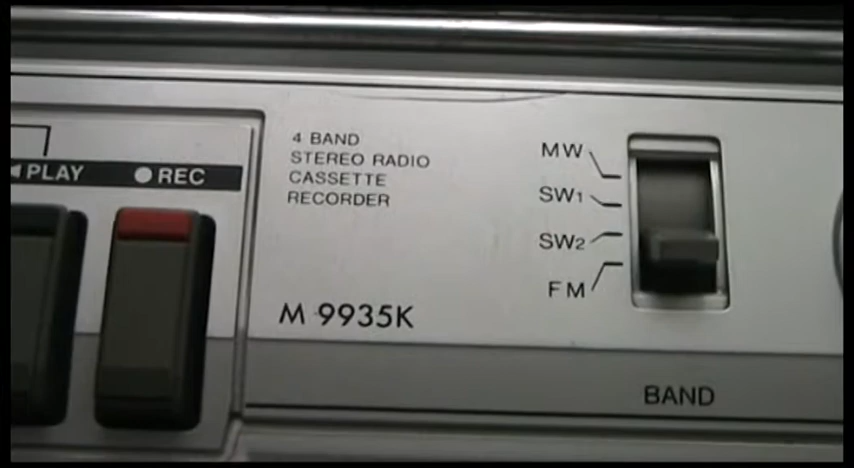 ◀PLAY
●REC
4 BAND
STEREO RADIO
CASSETTE
RECORDER
M 9935K
MW
SW1
SW2
FM
BAND